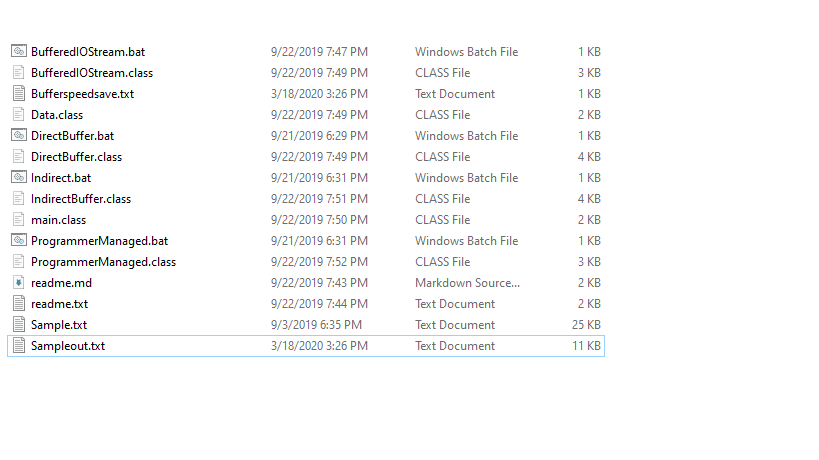 BufferedIOStream.bat 9/22/2019 7:47 PM Windows Batch File 1 KB
BufferedIOStream.class 9/22/2019 7:49 PM CLASS File 3 KB
Bufferspeedsave.txt 3/18/2020 3:26 PM Text Document 1 KB
Data.class 9/22/2019 7:49 PM CLASS File 2 KB
DirectBuffer.bat 9/21/2019 6:29 PM Windows Batch File 1 KB
DirectBuffer.class 9/22/2019 7:49 PM CLASS File 4 KB
Indirect.bat 9/21/2019 6:31 PM Windows Batch File 1 KB
IndirectBuffer.class 9/22/2019 7:51 PM CLASS File 4 KB
main.class 9/22/2019 7:50 PM CLASS File 2 KB
ProgrammerManaged.bat 9/21/2019 6:31 PM Windows Batch File 1 KB
ProgrammerManaged.class 9/22/2019 7:52 PM CLASS File 3 KB
readme.md 9/22/2019 7:43 PM Markdown Source... 2 KB
readme.txt 9/22/2019 7:44 PM Text Document 2 KB
Sample.txt 9/3/2019 6:35 PM Text Document 25 KB
Sampleout.txt 3/18/2020 3:26 PM Text Document 11 KB